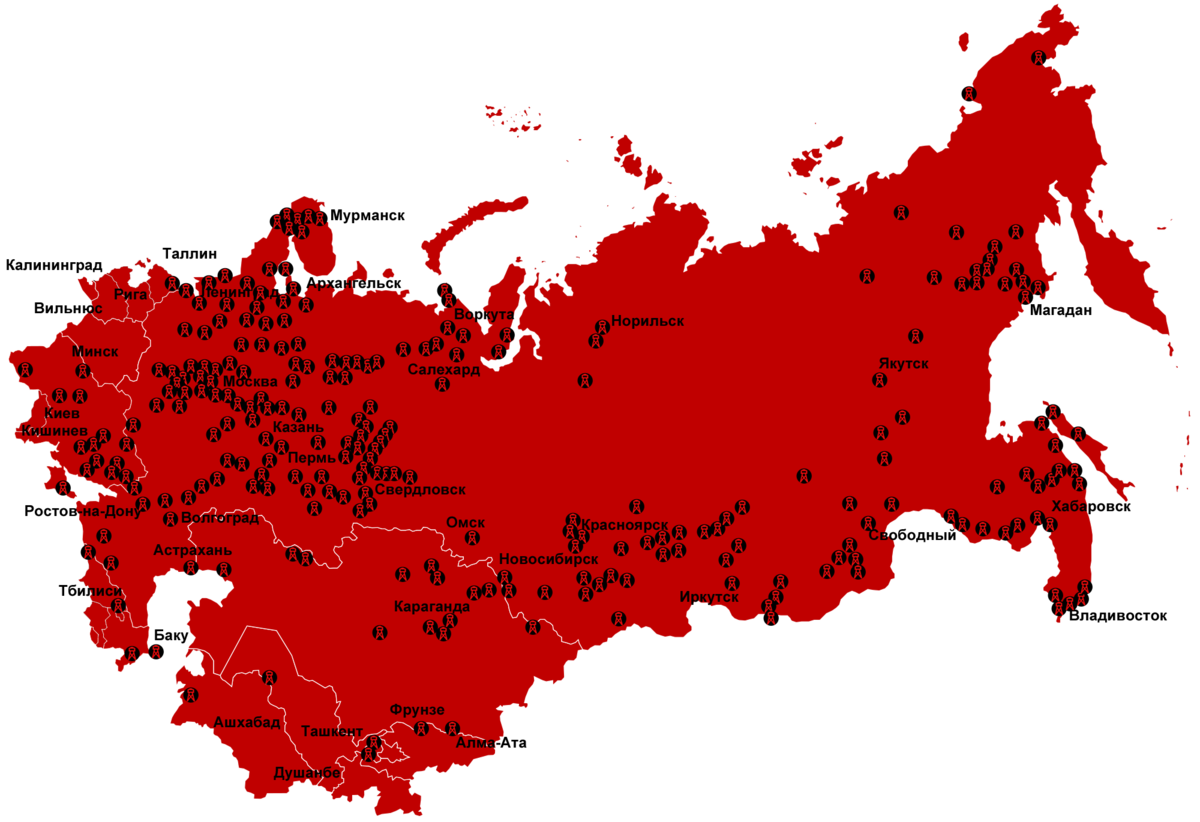 Мурманск
Таллин
Калининград
Архангельск
Рига
Ленинград
Вильнюс
Воркута
Норильск
Магадан
Минск
Якутск
Салехард
Москва
Киев
Казань
Кишинев
Пермь
Свердловск
Хабаровск
Ростов-на-Дону
Волгоград
Омск
Красноярск
Свободный
Астрахань
Новосибирск
Тбилиси
Иркутск
Караганда
Владивосток
Баку
Фрунзе
Ашхабад
Ташкент
Алма-Ата
Душанбе